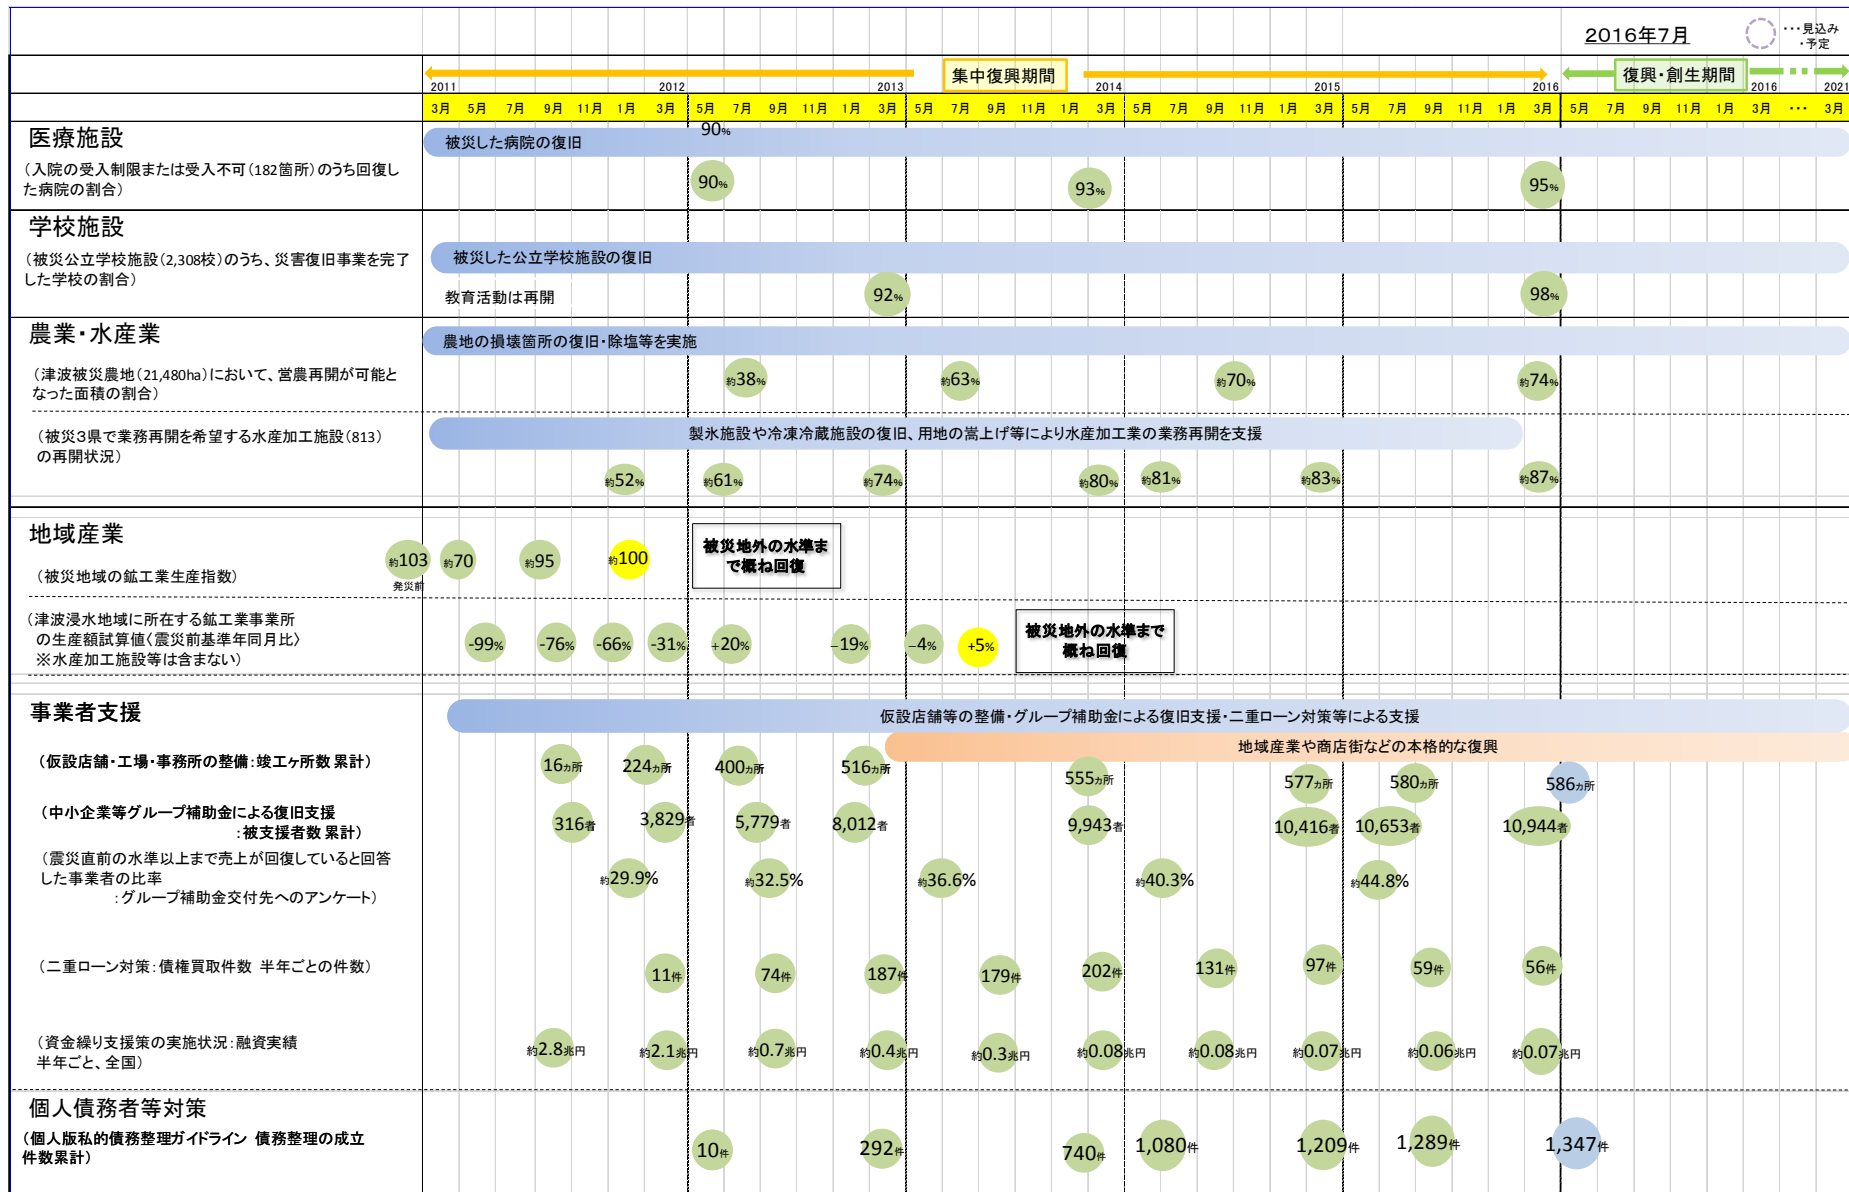 2016年7月
･･･見込み
・予定
集中復興期間
復興・創生期間
2011
2012
2013
2014
2015
2016
2016
2021
3月 5月 7月 9月 11月 1月 3月 5月 7月 9月 11月 1月 3月 5月 7月 9月 11月 1月 3月 5月 7月 9月 11月 1月 3月 5月 7月 9月 11月 1月 3月 5月 7月 9月 11月 1月 3月 ･･･ 3月
医療施設
(入院の受入制限または受入不可(182箇所)のうち回復し
た病院の割合)
90%
被災した病院の復旧
90%
93%
95%
学校施設
(被災公立学校施設(2,308校)のうち、災害復旧事業を完了
した学校の割合)
被災した公立学校施設の復旧
教育活動は再開
92%
98%
農業・水産業
農地の損壊箇所の復旧・除塩等を実施
(津波被災農地(21,480ha)において、営農再開が可能と
なった面積の割合)
約38%
約63%
約70%
約74%
(被災3県で業務再開を希望する水産加工施設(813)
の再開状況)
製氷施設や冷凍冷蔵施設の復旧、用地の嵩上げ等により水産加工業の業務再開を支援
約52%
約61%
約74%
約80%
約81%
約83%
約87%
地域産業
(被災地域の鉱工業生産指数)
約103
発災前
約70
約95
約100
被災地外の水準ま
で概ね回復
(津波浸水地域に所在する鉱工業事業所
の生産額試算値〈震災前基準年同月比〉
※水産加工施設等は含まない)
-99%
-76%
-66%
-31%
+20%
−19%
−4%
+5%
被災地外の水準まで
概ね回復
事業者支援
仮設店舗等の整備・グループ補助金による復旧支援・二重ローン対策等による支援
地域産業や商店街などの本格的な復興
(仮設店舗・工場・事務所の整備:竣工ヶ所数 累計)
16ヵ所
224ヵ所
400ヵ所
516ヵ所
555ヵ所
577ヵ所
580ヵ所
586ヵ所
(中小企業等グループ補助金による復旧支援
:被支援者数 累計)
316者
3,829者
5,779者
8,012者
9,943者
10,416者
10,653者
10,944者
(震災直前の水準以上まで売上が回復していると回答
した事業者の比率
:グループ補助金交付先へのアンケート)
約29.9%
約32.5%
約36.6%
約40.3%
約44.8%
(二重ローン対策:債権買取件数 半年ごとの件数)
11件
74件
187件
179件
202件
131件
97件
59件
56件
(資金繰り支援策の実施状況:融資実績
半年ごと、全国)
約2.8兆円
約2.1兆円
約0.7兆円
約0.4兆円
約0.3兆円
約0.08兆円
約0.08兆円
約0.07兆円
約0.06兆円
約0.07兆円
個人債務者等対策
(個人版私的債務整理ガイドライン 債務整理の成立
件数累計)
10件
292件
740件
1,080件
1,209件
1,289件
1,347件